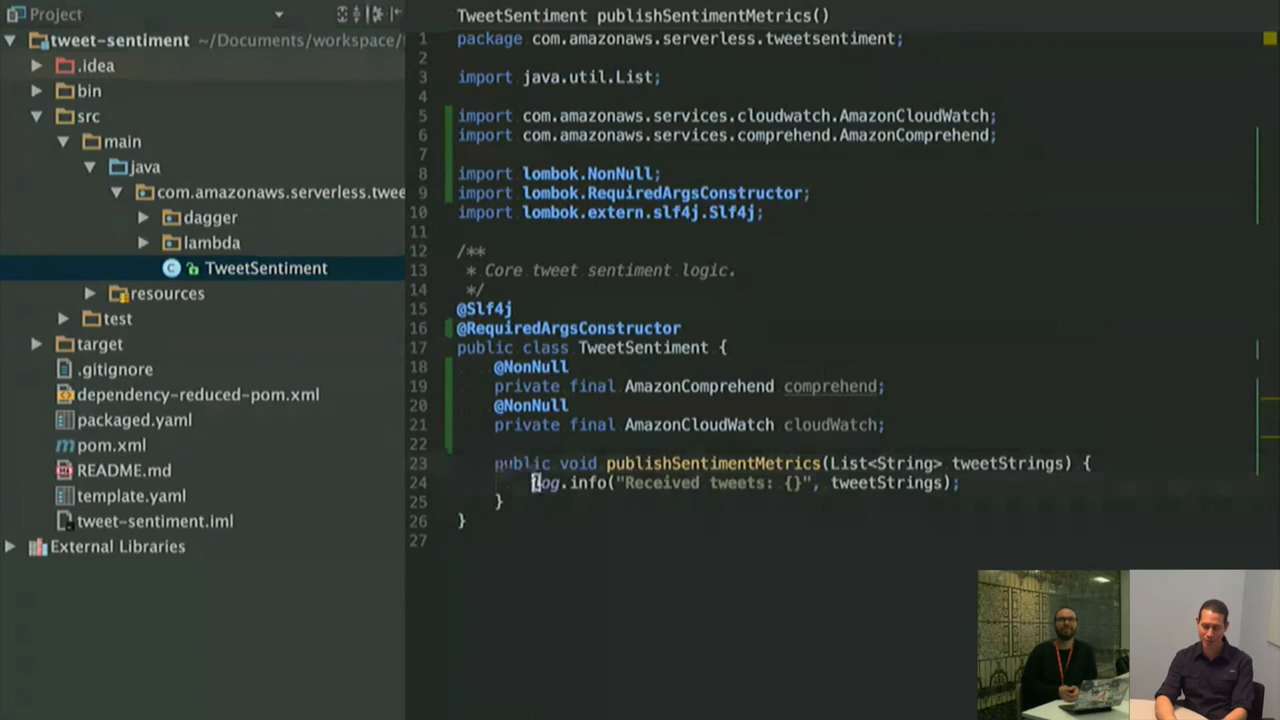 Project
tweet-sentiment ~/Documents/workspace/
.idea
bin
src
main
java
com.amazonaws.serverless.twee
dagger
lambda
TweetSentiment
resources
test
target
.gitignore
dependency-reduced-pom.xml
packaged.yaml
pom.xml
README.md
template.yaml
tweet-sentiment.iml
External Libraries
TweetSentiment publishSentimentMetrics()
1 package com.amazonaws.serverless.tweetsentiment;
2
3 import java.util.List;
4
5 import com.amazonaws.services.cloudwatch.AmazonCloudWatch;
6 import com.amazonaws.services.comprehend.AmazonComprehend;
7
8 import lombok.NonNull;
9 import lombok.RequiredArgsConstructor;
10 import lombok.extern.slf4j.Slf4j;
11
12 /**
13 * Core tweet sentiment logic.
14 */
15 @Slf4j
16 @RequiredArgsConstructor
17 public class TweetSentiment {
18 @NonNull
19 private final AmazonComprehend comprehend;
20 @NonNull
21 private final AmazonCloudWatch cloudWatch;
22
23 public void publishSentimentMetrics(List<String> tweetStrings) {
24 log.info("Received tweets: {}", tweetStrings);
25 }
26 }
27